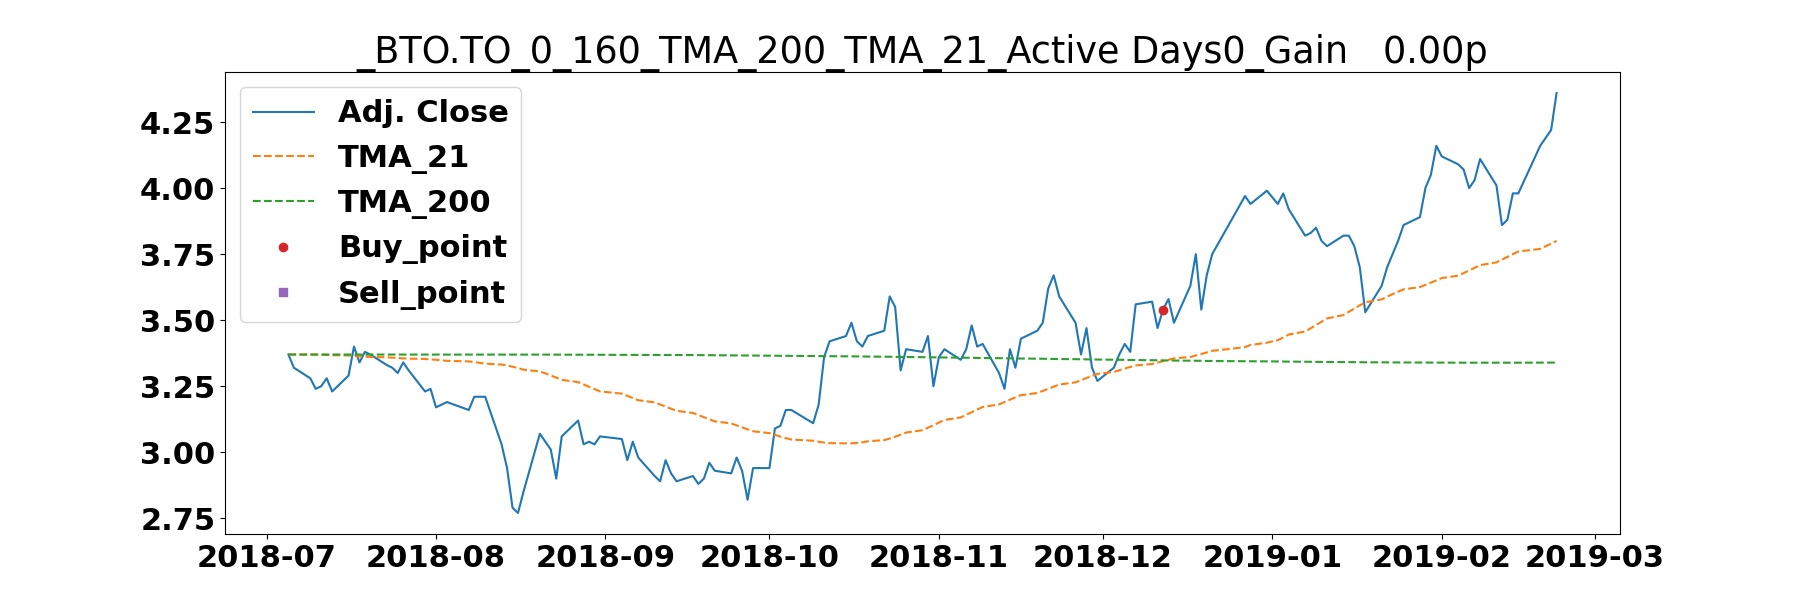 _BTO.TO_0_160_TMA_200_TMA_21_Active Days0_Gain   0.00p
Adj. Close
TMA_21
TMA_200
Buy_point
Sell_point
4.25
4.00
3.75
3.50
3.25
3.00
2.75
2018-07 2018-08 2018-09 2018-10 2018-11 2018-12 2019-01 2019-02 2019-03